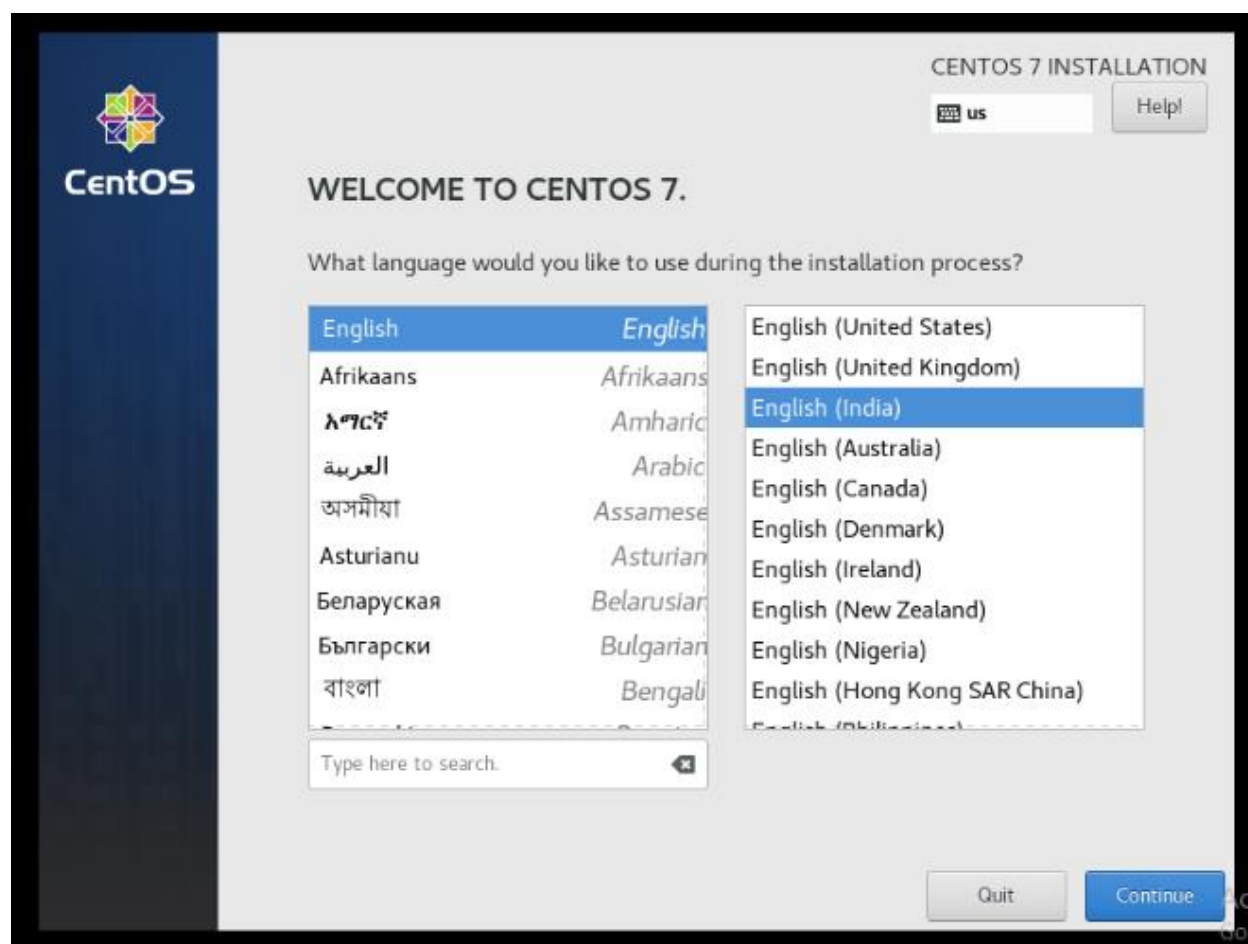 CENTOS 7 INSTALLATION
us
Help!
CentOS
WELCOME TO CENTOS 7.
What language would you like to use during the installation process?
English English
Afrikaans Afrikaans
አማርኛ Amharic
العربية Arabic
অসমীয়া Assamese
Asturianu Asturian
Беларуская Belarusian
Български Bulgarian
বাংলা Bengali
English (United States)
English (United Kingdom)
English (India)
English (Australia)
English (Canada)
English (Denmark)
English (Ireland)
English (New Zealand)
English (Nigeria)
English (Hong Kong SAR China)
English (Philippines)
Type here to search.
Quit
Continue